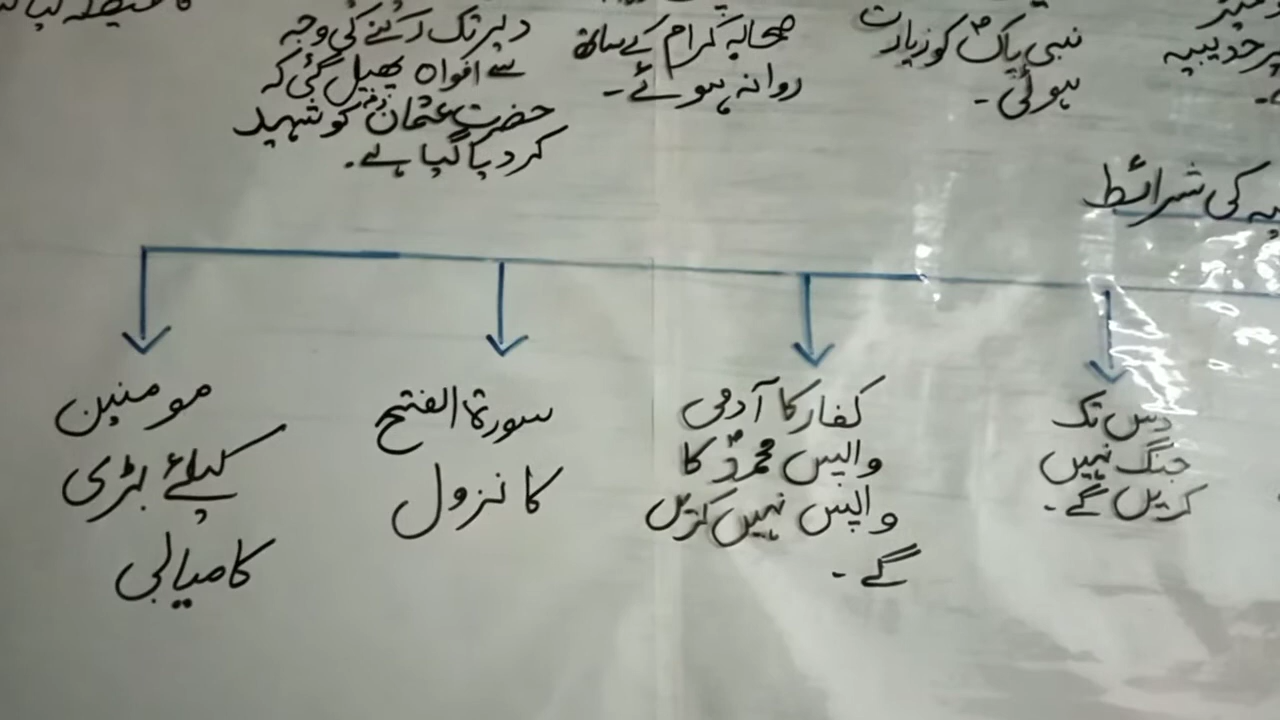 پر حدیبیہ
نبی پاکؐ کو زیارت
ہوئی۔
صحابہ کرام کے ساتھ
روانہ ہوئے۔
دیر تک رکنے کی وجہ
سے افواہ پھیل گئی کہ
حضرت عثمانؓ کو شہید
کر دیا گیا ہے۔
کی شرائط
دس تک
جنگ نہیں
کریں گے۔
کفار کا آدمی
واپس محمدؐ کا
واپس نہیں کریں
گے۔
سورۃ الفتح
کا نزول
مومنین
کیلئے بڑی
کامیابی